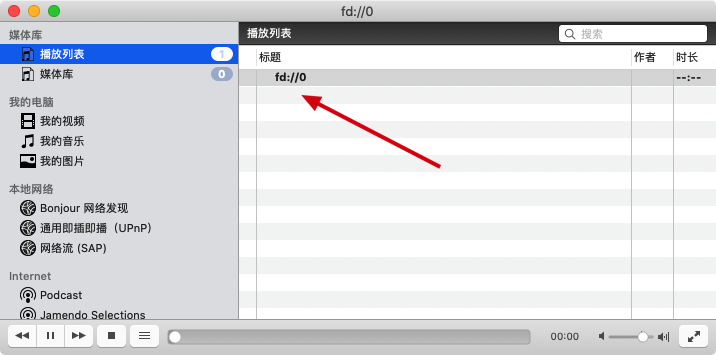 fd://0
媒体库
播放列表 1
媒体库 0
我的电脑
我的视频
我的音乐
我的图片
本地网络
Bonjour 网络发现
通用即插即播（UPnP）
网络流 (SAP)
Internet
Podcast
Jamendo Selections
播放列表 搜索
标题 作者 时长
fd://0 --:--
00:00